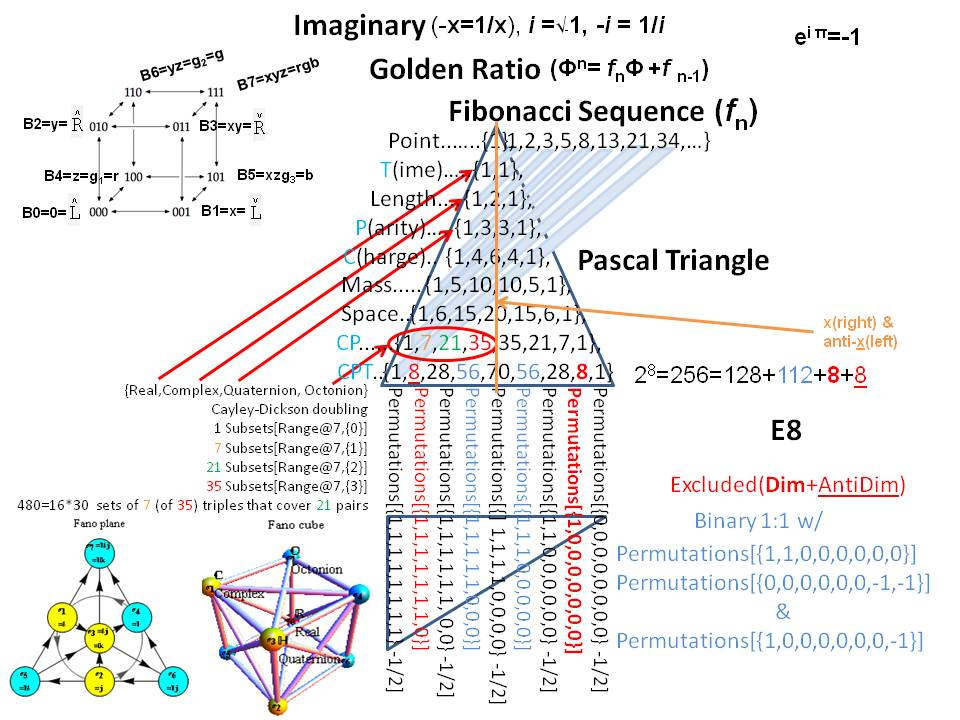 Imaginary (-x=1/x), i =√-1, -i = 1/i
e^i π=-1
Golden Ratio (Φ^n= f_nΦ +f_n-1)
Fibonacci Sequence (f_n)
B6=yz=g₂=g
B7=xyz=rgb
110
111
B2=y= R̂
010
011
B3=xy=Ř
B4=z=g₁=r
100
101
B5=xzg₃=b
B0=0= L̂
000
001
B1=x= Ľ
Point.......{1}1,2,3,5,8,13,21,34,...}
T(ime).....{1,1},
Length....{1,2,1},
P(arity)....{1,3,3,1},
C(harge)..{1,4,6,4,1},
Mass.....{1,5,10,10,5,1},
Space..{1,6,15,20,15,6,1},
CP......{1,7,21,35,35,21,7,1},
CPT..{1,8,28,56,70,56,28,8,1}
Pascal Triangle
x(right) &
anti-x(left)
2⁸=256=128+112+8+8
{Real,Complex,Quaternion, Octonion}
Cayley-Dickson doubling
1 Subsets[Range@7,{0}]
7 Subsets[Range@7,{1}]
21 Subsets[Range@7,{2}]
35 Subsets[Range@7,{3}]
480=16*30 sets of 7 (of 35) triples that cover 21 pairs
Permutations[{1,1,1,1,1,1,1,1} -1/2]
Permutations[{1,1,1,1,1,1,1,0}]
Permutations[{1,1,1,1,1,1,0,0} -1/2]
Permutations[{1,1,1,1,1,0,0,0}]
Permutations[{1,1,1,1,0,0,0,0} -1/2]
Permutations[{1,1,1,0,0,0,0,0}]
Permutations[{1,1,0,0,0,0,0,0} -1/2]
Permutations[{1,0,0,0,0,0,0,0}]
Permutations[{0,0,0,0,0,0,0,0} -1/2]
E8
Excluded(Dim+AntiDim)
Binary 1:1 w/
Permutations[{1,1,0,0,0,0,0,0}]
Permutations[{0,0,0,0,0,0,-1,-1}]
&
Permutations[{1,0,0,0,0,0,0,-1}]
Fano plane
e7 =lij
=lk
e1
=i
e4
=l
e3 =ij
=k
e5
=li
e2
=j
e6
=lj
Fano cube
O
Octonion
C
Complex
R
Real
e3 H
Quaternion